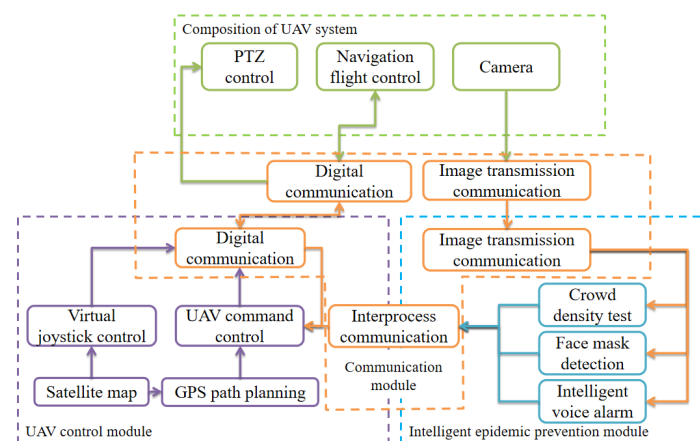 Composition of UAV system
PTZ
control
Navigation
flight control
Camera
Digital
communication
Image transmission
communication
Digital
communication
Image transmission
communication
Virtual
joystick control
UAV command
control
Interprocess
communication
Crowd
density test
Face mask
detection
Communication
module
Satellite map
GPS path planning
Intelligent
voice alarm
UAV control module
Intelligent epidemic prevention module